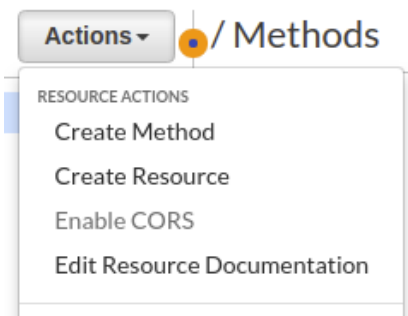 Actions
/ Methods
RESOURCE ACTIONS
Create Method
Create Resource
Enable CORS
Edit Resource Documentation